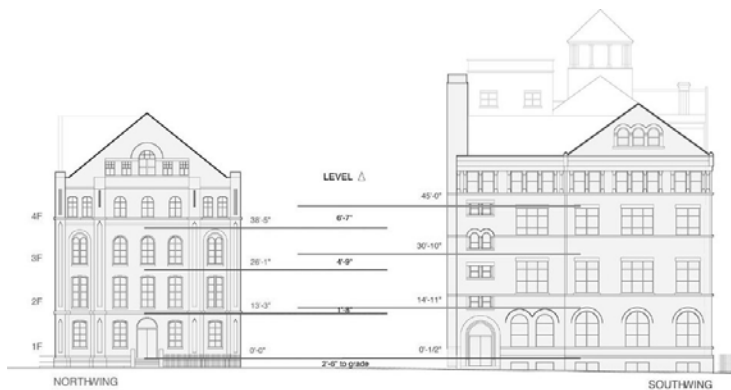 LEVEL Δ
45'-0"
4F
38'-5"
6'-7"
30'-10"
3F
26'-1"
4'-9"
2F
13'-3"
14'-11"
1'-8"
1F
0'-0"
0'-1/2"
2'-6" to grade
NORTHWING
SOUTHWING